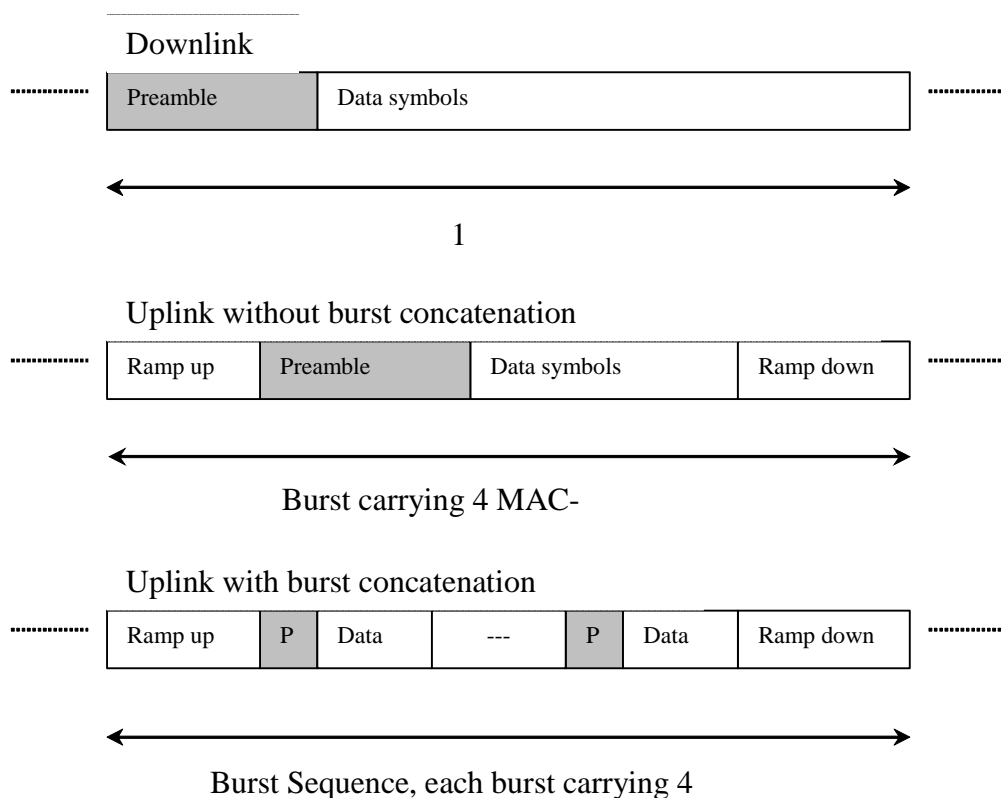 Downlink
Preamble Data symbols
1
Uplink without burst concatenation
Ramp up Preamble Data symbols Ramp down
Burst carrying 4 MAC-
Uplink with burst concatenation
Ramp up P Data --- P Data Ramp down
Burst Sequence, each burst carrying 4